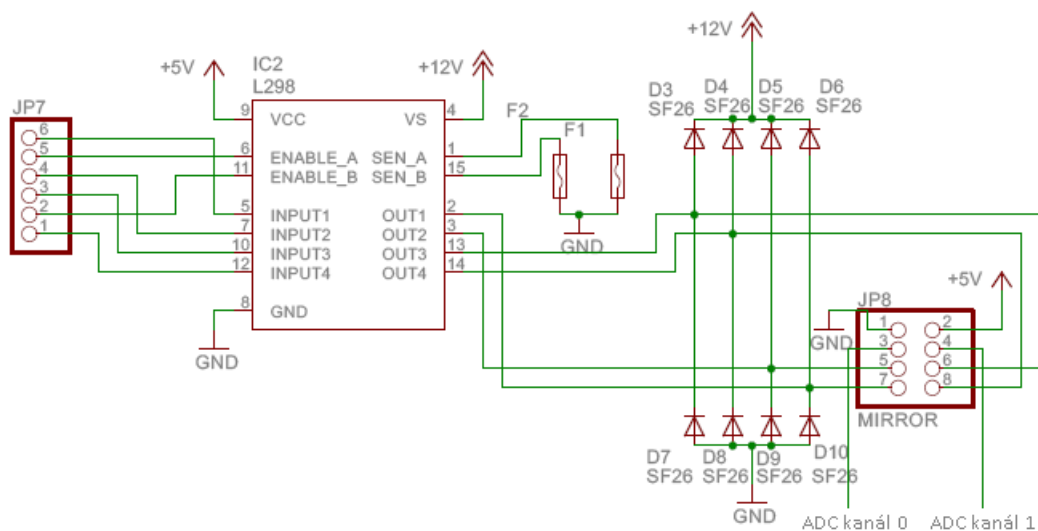 +12V
+5V
IC2
L298
+12V
D3
SF26
D4
SF26
D5
SF26
D6
SF26
JP7
6
5
4
3
2
1
9
VCC
VS
4
F2
F1
6
ENABLE_A
SEN_A
1
11
ENABLE_B
SEN_B
15
5
INPUT1
OUT1
2
7
INPUT2
OUT2
3
10
INPUT3
OUT3
13
12
INPUT4
OUT4
14
8
GND
GND
GND
+5V
JP8
GND
1
2
3
4
5
6
7
8
MIRROR
D7
SF26
D8
SF26
D9
SF26
D10
SF26
GND
ADC kanál 0
ADC kanál 1